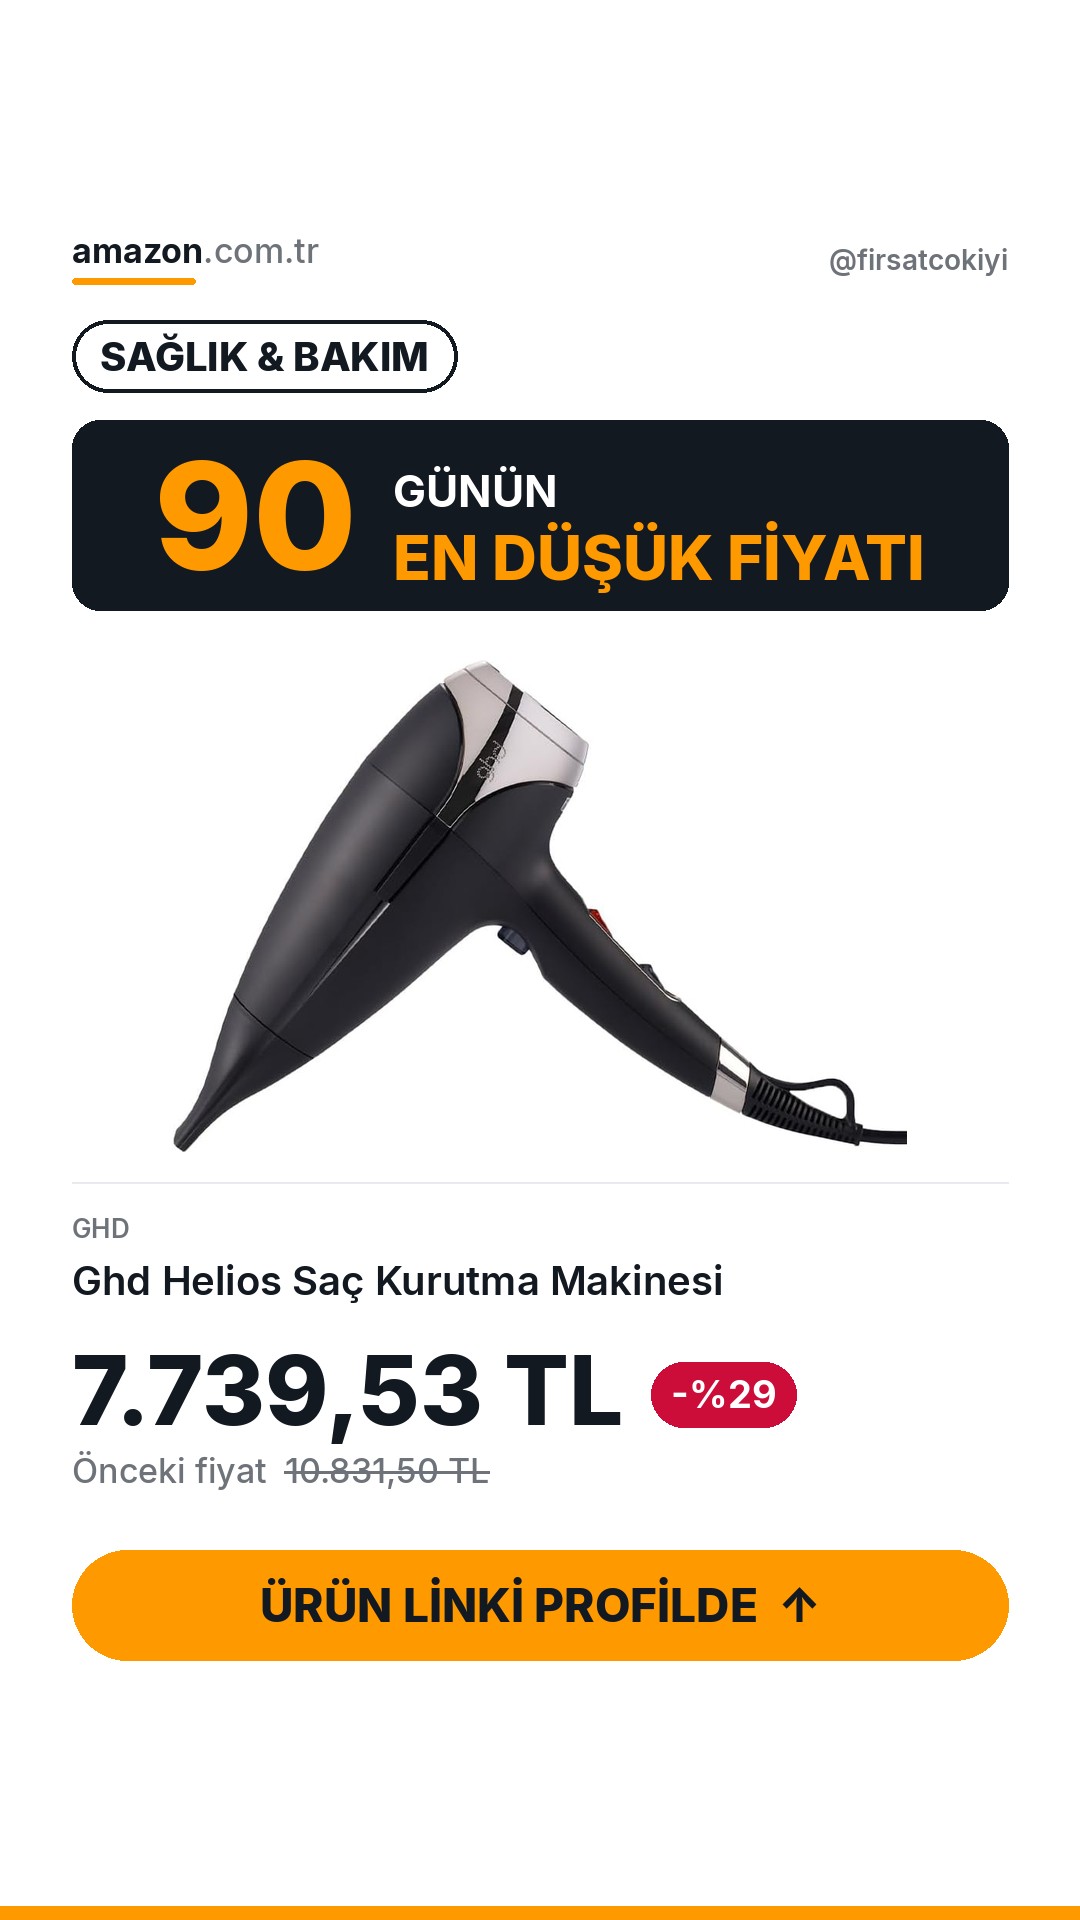 amazon.com.tr
@firsatcokiyi
SAĞLIK & BAKIM
90
GÜNÜN
EN DÜŞÜK FİYATI
ghd
GHD
Ghd Helios Saç Kurutma Makinesi
7.739,53 TL
-%29
Önceki fiyat 10.831,50 TL
ÜRÜN LİNKİ PROFİLDE ↑